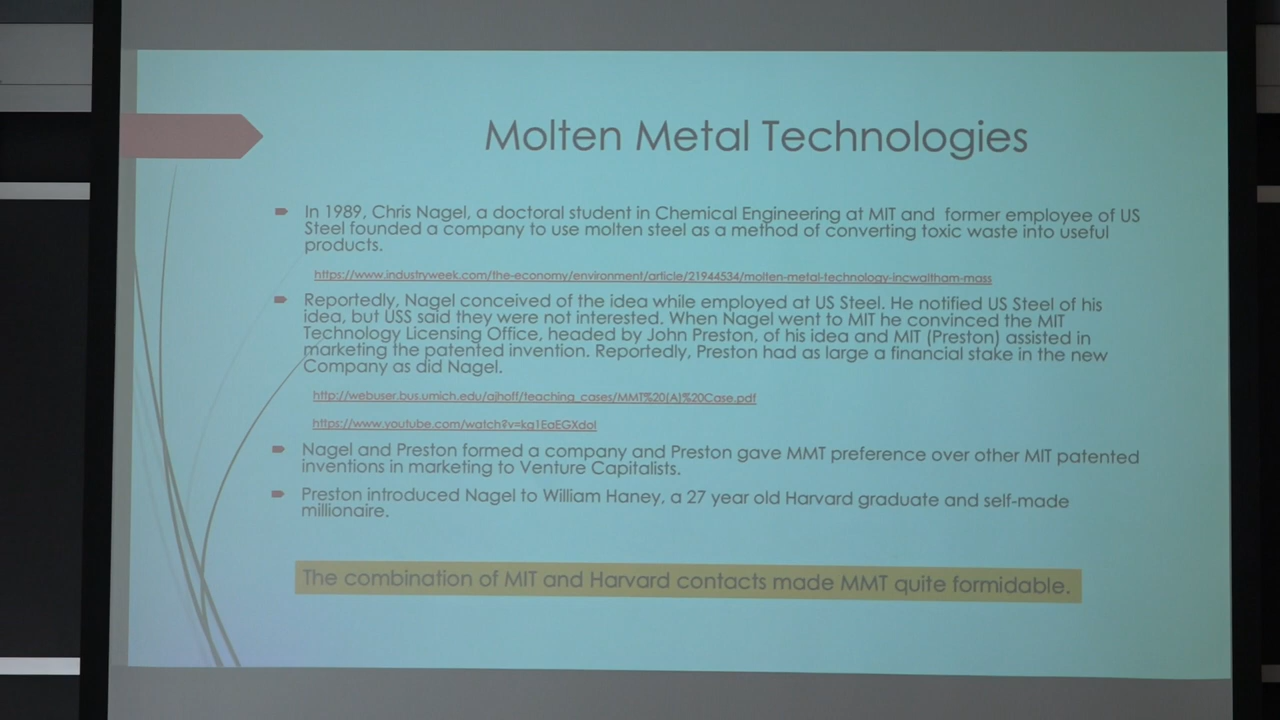 Molten Metal Technologies
In 1989, Chris Nagel, a doctoral student in Chemical Engineering at MIT and former employee of US
Steel founded a company to use molten steel as a method of converting toxic waste into useful
products.
https://www.industryweek.com/the-economy/environment/article/21944534/molten-metal-technology-incwaltham-mass
Reportedly, Nagel conceived of the idea while employed at US Steel. He notified US Steel of his
idea, but USS said they were not interested. When Nagel went to MIT he convinced the MIT
Technology Licensing Office, headed by John Preston, of his idea and MIT (Preston) assisted in
marketing the patented invention. Reportedly, Preston had as large a financial stake in the new
Company as did Nagel.
http://webuser.bus.umich.edu/ajhoff/teaching_cases/MMT%20(A)%20Case.pdf
https://www.youtube.com/watch?v=kg1EaEGXdoI
Nagel and Preston formed a company and Preston gave MMT preference over other MIT patented
inventions in marketing to Venture Capitalists.
Preston introduced Nagel to William Haney, a 27 year old Harvard graduate and self-made
millionaire.
The combination of MIT and Harvard contacts made MMT quite formidable.